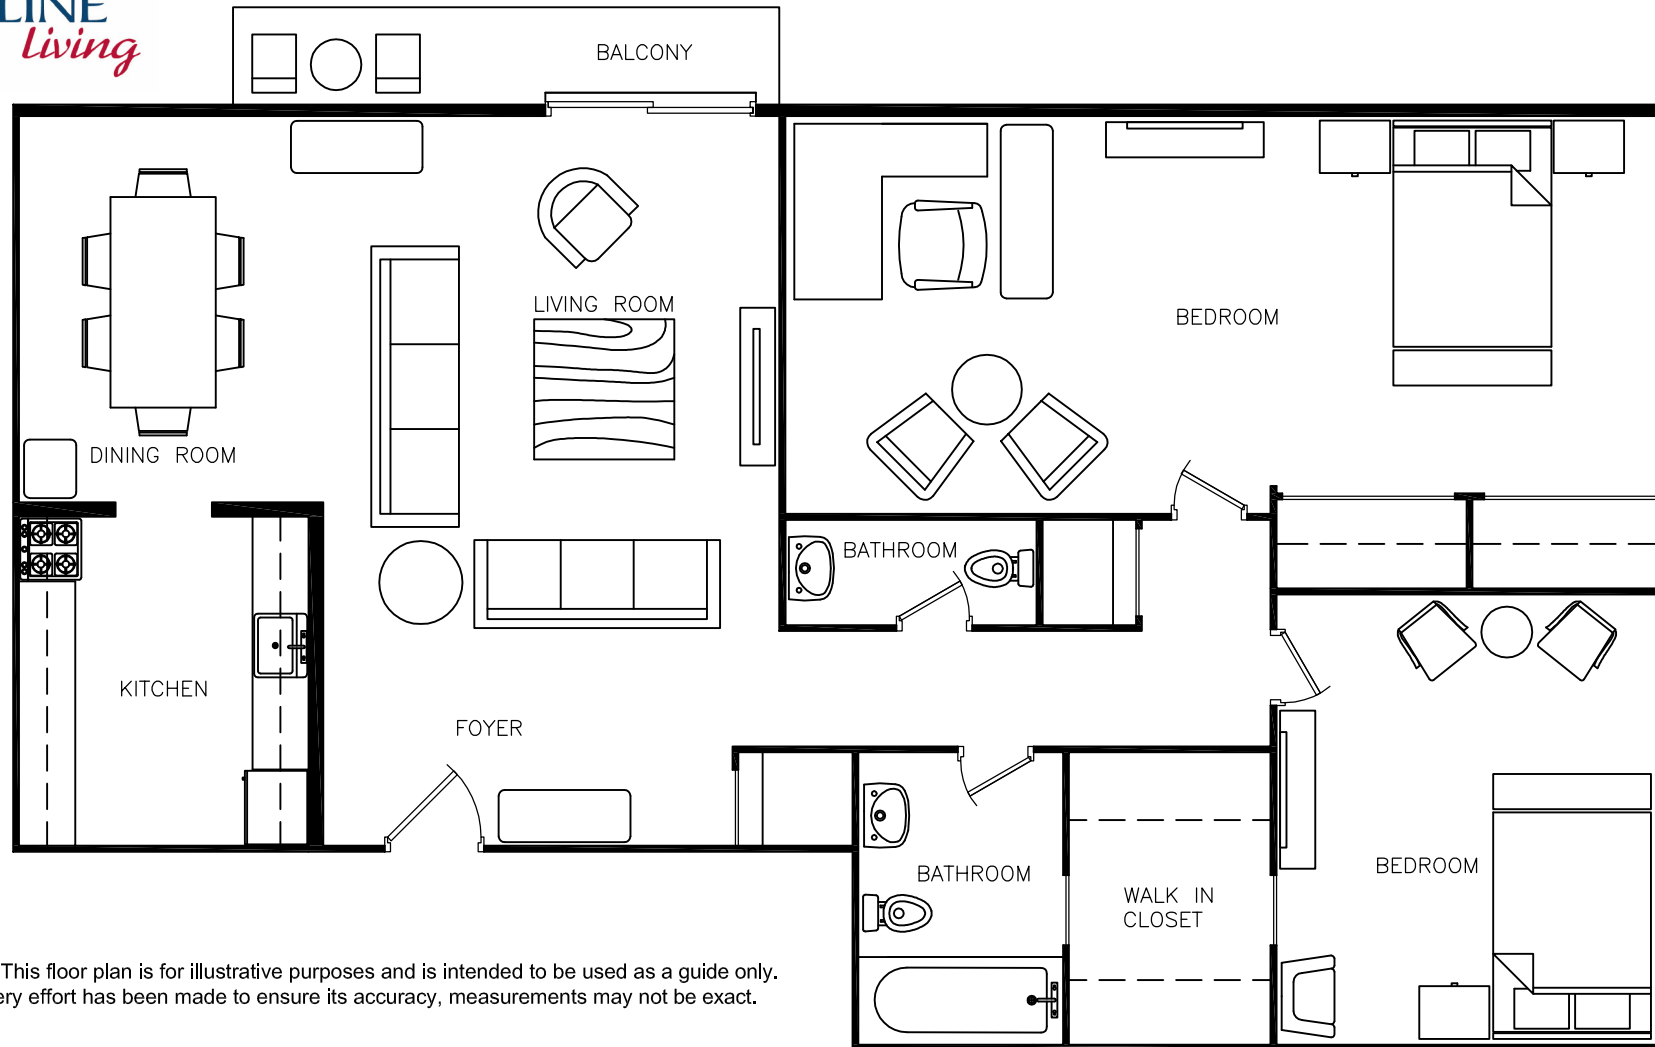 LINE
Living
BALCONY
LIVING ROOM
BEDROOM
DINING ROOM
BATHROOM
KITCHEN
FOYER
BEDROOM
BATHROOM
WALK IN
CLOSET
This floor plan is for illustrative purposes and is intended to be used as a guide only.
ery effort has been made to ensure its accuracy, measurements may not be exact.